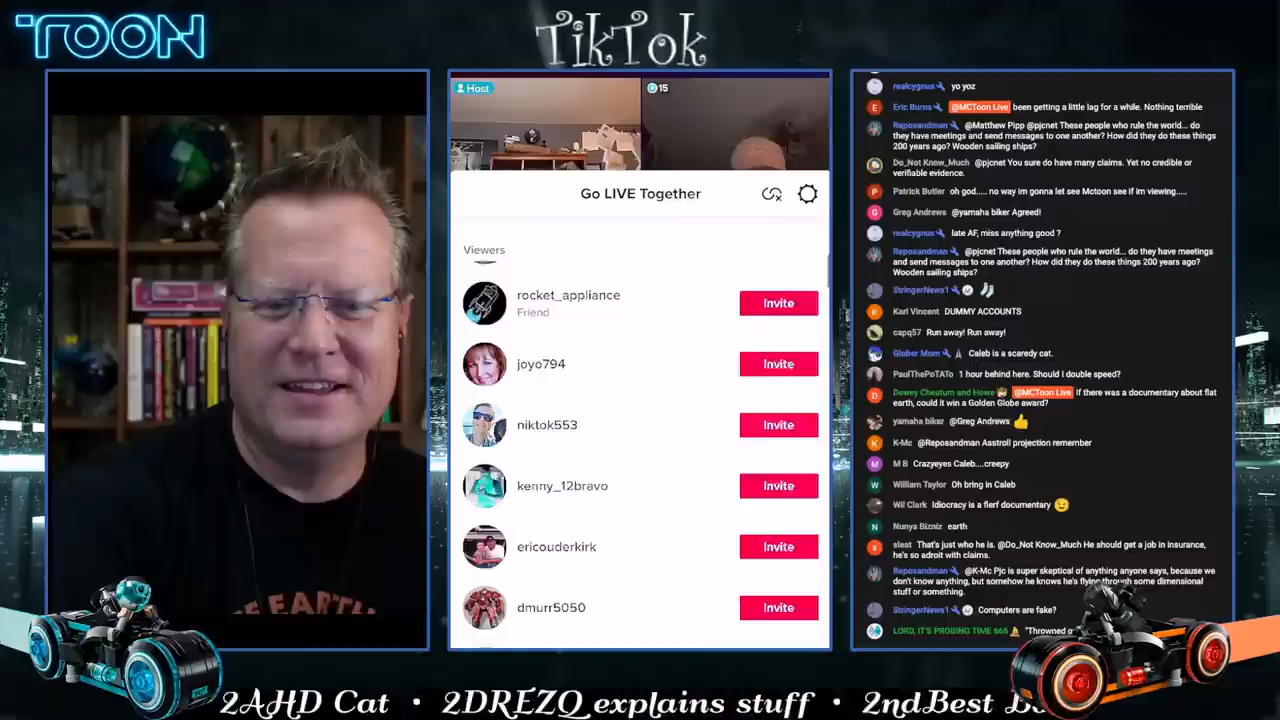 TOON
TikTok
Host
15
Go LIVE Together
Viewers
rocket_appliance
Friend
Invite
joyo794
Invite
niktok553
Invite
kenny_12bravo
Invite
ericouderkirk
Invite
dmurr5050
Invite
realcygnus yo yoz
Eric Burns @MCToon Live been getting a little lag for a while. Nothing terrible
Reposandman @Matthew Pipp @pjcnet These people who rule the world... do
they have meetings and send messages to one another? How did they do these things
200 years ago? Wooden sailing ships?
Do_Not_Know_Much @pjcnet You sure do have many claims. Yet no credible or
verifiable evidence.
Patrick Butler oh god..... no way im gonna let see Mctoon see if im viewing.....
Greg Andrews @yamaha biker Agreed!
realcygnus late AF, miss anything good ?
Reposandman @pjcnet These people who rule the world... do they have meetings
and send messages to one another? How did they do these things 200 years ago?
Wooden sailing ships?
StringerNews1
Karl Vincent DUMMY ACCOUNTS
capq57 Run away! Run away!
Glober Mom Caleb is a scaredy cat.
PaulThePoTATo 1 hour behind here. Should I double speed?
Dewey Cheatum and Howe @MCToon Live If there was a documentary about flat
earth, could it win a Golden Globe award?
yamaha biker @Greg Andrews
K-Mc @Reposandman Asstroll projection remember
M B Crazyeyes Caleb....creepy
William Taylor Oh bring in Caleb
Wil Clark Idiocracy is a flerf documentary
Nunya Bizniz earth
sleat That's just who he is. @Do_Not_Know_Much He should get a job in insurance,
he's so adroit with claims.
Reposandman @K-Mc Pjc is super skeptical of anything anyone says, because we
don't know anything, but somehow he knows he's flying through some dimensional
stuff or something.
StringerNews1 Computers are fake?
LORD, IT'S PROBING TIME 666 "Throwned
EARTH
2AHD Cat • 2DREZQ explains stuff • 2ndBest